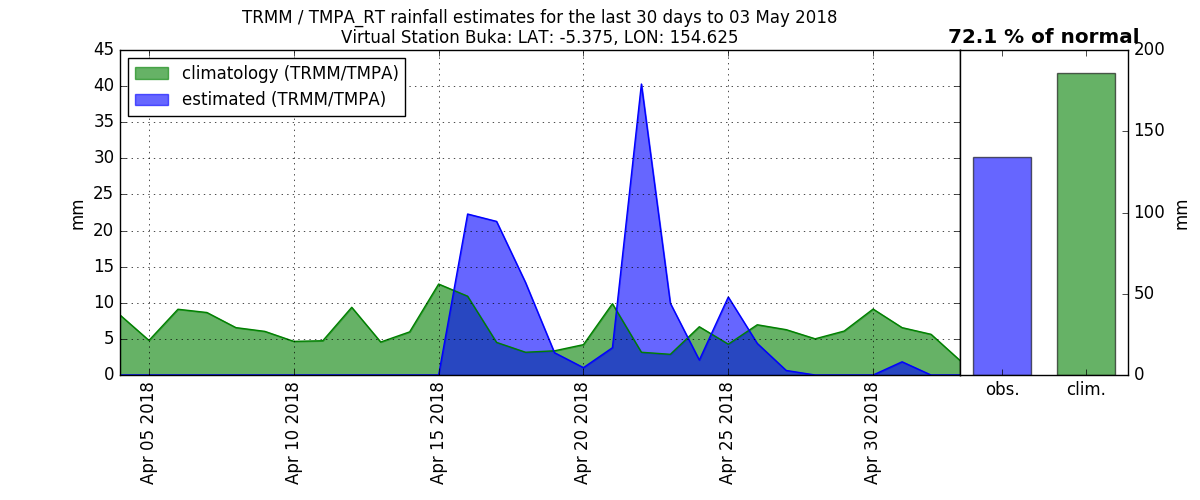 TRMM / TMPA_RT rainfall estimates for the last 30 days to 03 May 2018
Virtual Station Buka: LAT: -5.375, LON: 154.625
72.1 % of normal
climatology (TRMM/TMPA)
estimated (TRMM/TMPA)
45
40
35
30
25
20
15
10
5
0
mm
Apr 05 2018
Apr 10 2018
Apr 15 2018
Apr 20 2018
Apr 25 2018
Apr 30 2018
200
150
100
50
0
mm
obs.
clim.